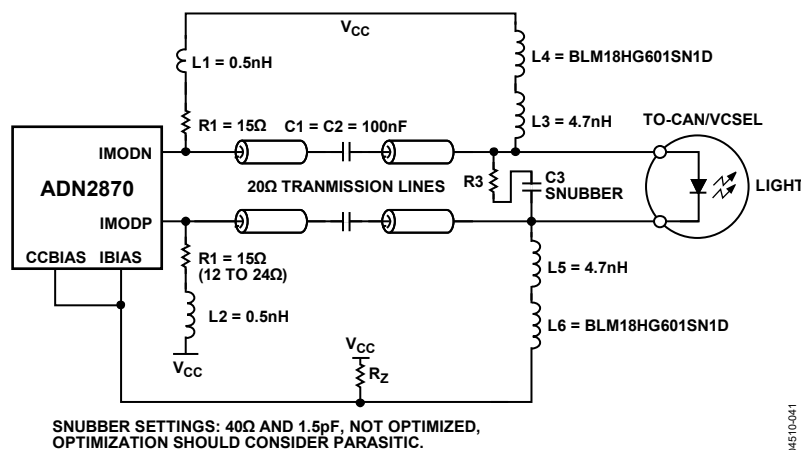 VCC
L1 = 0.5nH
L4 = BLM18HG601SN1D
R1 = 15Ω
C1 = C2 = 100nF
L3 = 4.7nH
TO-CAN/VCSEL
IMODN
ADN2870
20Ω TRANMISSION LINES
R3
C3
SNUBBER
LIGHT
IMODP
CCBIAS
IBIAS
R1 = 15Ω
(12 TO 24Ω)
L5 = 4.7nH
L2 = 0.5nH
L6 = BLM18HG601SN1D
VCC
VCC
RZ
SNUBBER SETTINGS: 40Ω AND 1.5pF, NOT OPTIMIZED,
OPTIMIZATION SHOULD CONSIDER PARASITIC.
04510-041